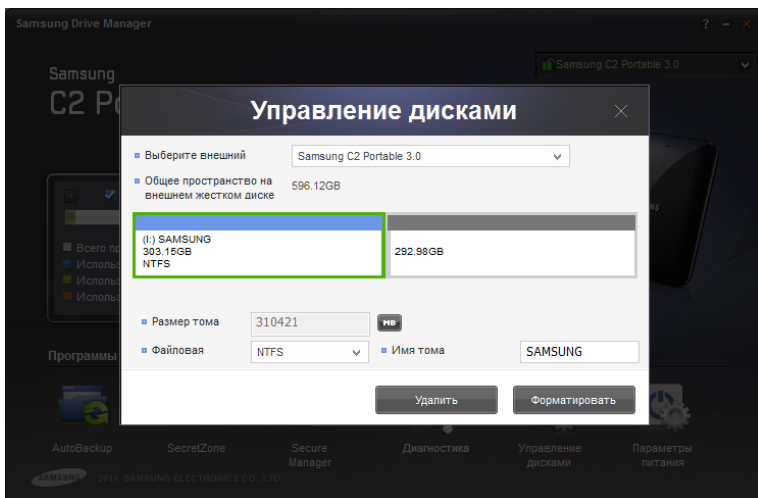 Samsung Drive Manager
? – ×
Samsung
Samsung C2 Portable 3.0
C2 Po
Управление дисками
Выберите внешний
Samsung C2 Portable 3.0
Общее пространство на
внешнем жестком диске
596.12GB
(I:) SAMSUNG
303.15GB
NTFS
292.98GB
Всего пр
Использ
Использ
Использ
Размер тома
310421
MB
Файловая
NTFS
Имя тома
SAMSUNG
Программы
Удалить
Форматировать
AutoBackup
SecretZone
Secure
Manager
Диагностика
Управление
дисками
Параметры
питания
SAMSUNG 2011. SAMSUNG ELECTRONICS CO., LTD.